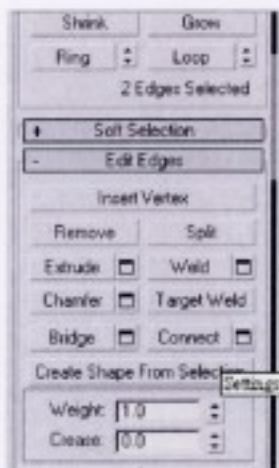 Shrink Grow
Ring Loop
2 Edges Selected
+ Soft Selection
- Edit Edges
Insert Vertex
Remove Split
Extrude Weld
Chamfer Target Weld
Bridge Connect
Create Shape From Selection
Settings
Weight: 1.0
Crease: 0.0